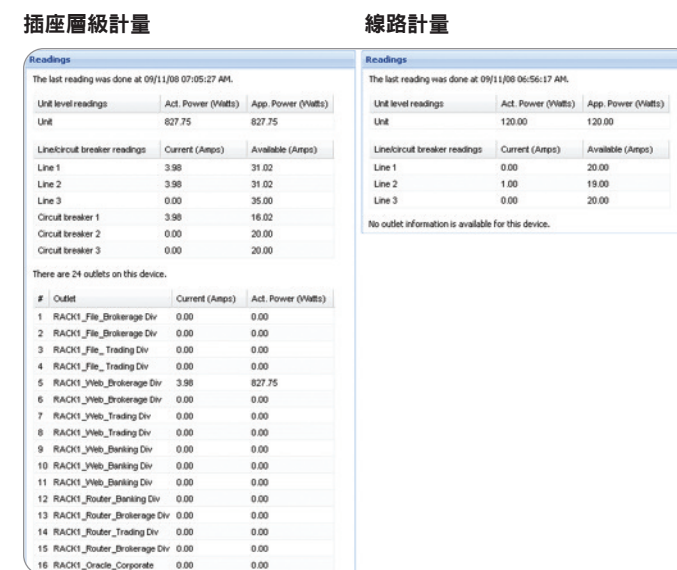 插座層級計量
Readings
The last reading was done at 09/11/08 07:05:27 AM.
Unit level readings Act. Power (Watts) App. Power (Watts)
Unit 827.75 827.75
Line/circuit breaker readings Current (Amps) Available (Amps)
Line 1 3.98 31.02
Line 2 3.98 31.02
Line 3 0.00 35.00
Circuit breaker 1 3.98 16.02
Circuit breaker 2 0.00 20.00
Circuit breaker 3 0.00 20.00
There are 24 outlets on this device.
# Outlet Current (Amps) Act. Power (Watts)
1 RACK1_File_Brokerage Div 0.00 0.00
2 RACK1_File_Brokerage Div 0.00 0.00
3 RACK1_File_ Trading Div 0.00 0.00
4 RACK1_File_ Trading Div 0.00 0.00
5 RACK1_Web_Brokerage Div 3.98 827.75
6 RACK1_Web_Brokerage Div 0.00 0.00
7 RACK1_Web_Trading Div 0.00 0.00
8 RACK1_Web_Trading Div 0.00 0.00
9 RACK1_Web_Banking Div 0.00 0.00
10 RACK1_Web_Banking Div 0.00 0.00
11 RACK1_Web_Banking Div 0.00 0.00
12 RACK1_Router_Banking Div 0.00 0.00
13 RACK1_Router_Brokerage Div 0.00 0.00
14 RACK1_Router_Trading Div 0.00 0.00
15 RACK1_Router_Brokerage Div 0.00 0.00
16 RACK1_Oracle_Corporate 0.00 0.00
線路計量
Readings
The last reading was done at 09/11/08 06:56:17 AM.
Unit level readings Act. Power (Watts) App. Power (Watts)
Unit 120.00 120.00
Line/circuit breaker readings Current (Amps) Available (Amps)
Line 1 0.00 20.00
Line 2 1.00 19.00
Line 3 0.00 20.00
No outlet information is available for this device.